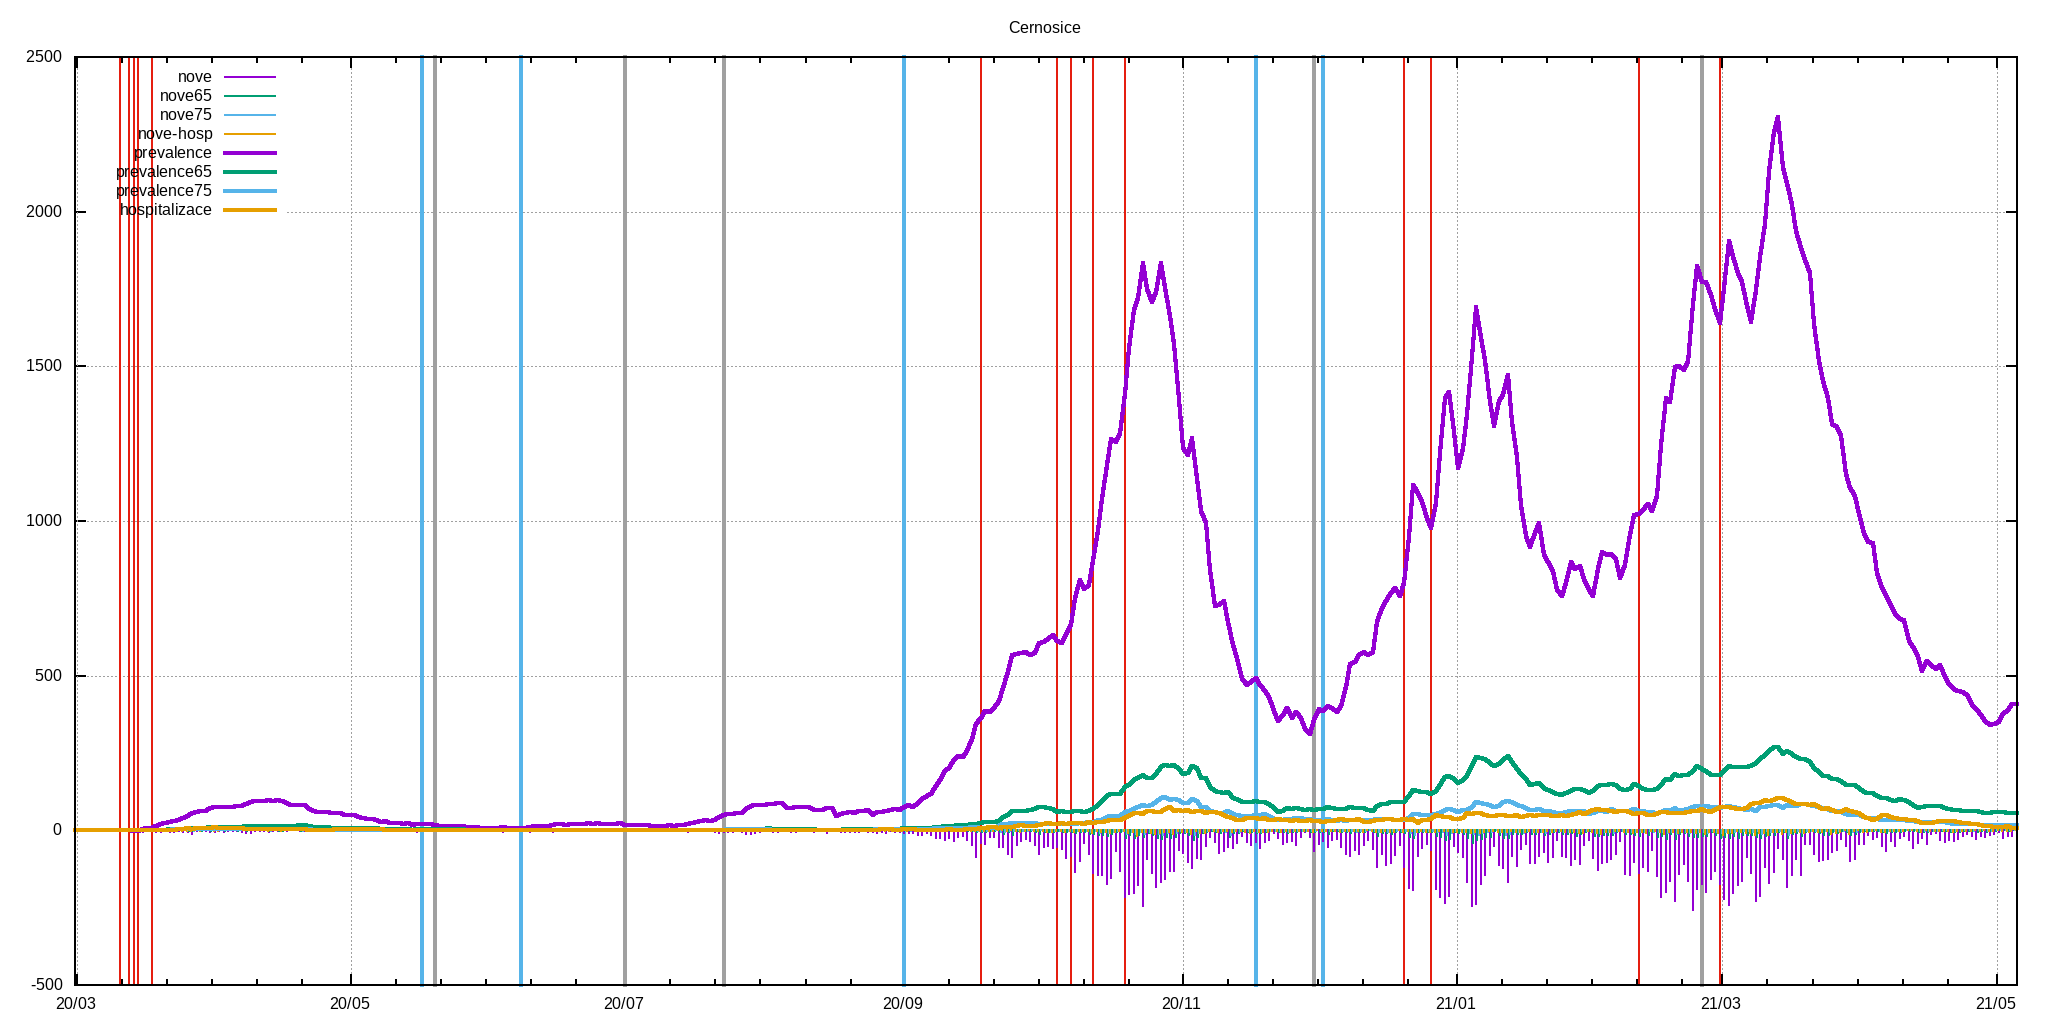 Cernosice
2500
2000
1500
1000
500
0
-500
nove
nove65
nove75
nove-hosp
prevalence
prevalence65
prevalence75
hospitalizace
20/03 20/05 20/07 20/09 20/11 21/01 21/03 21/05